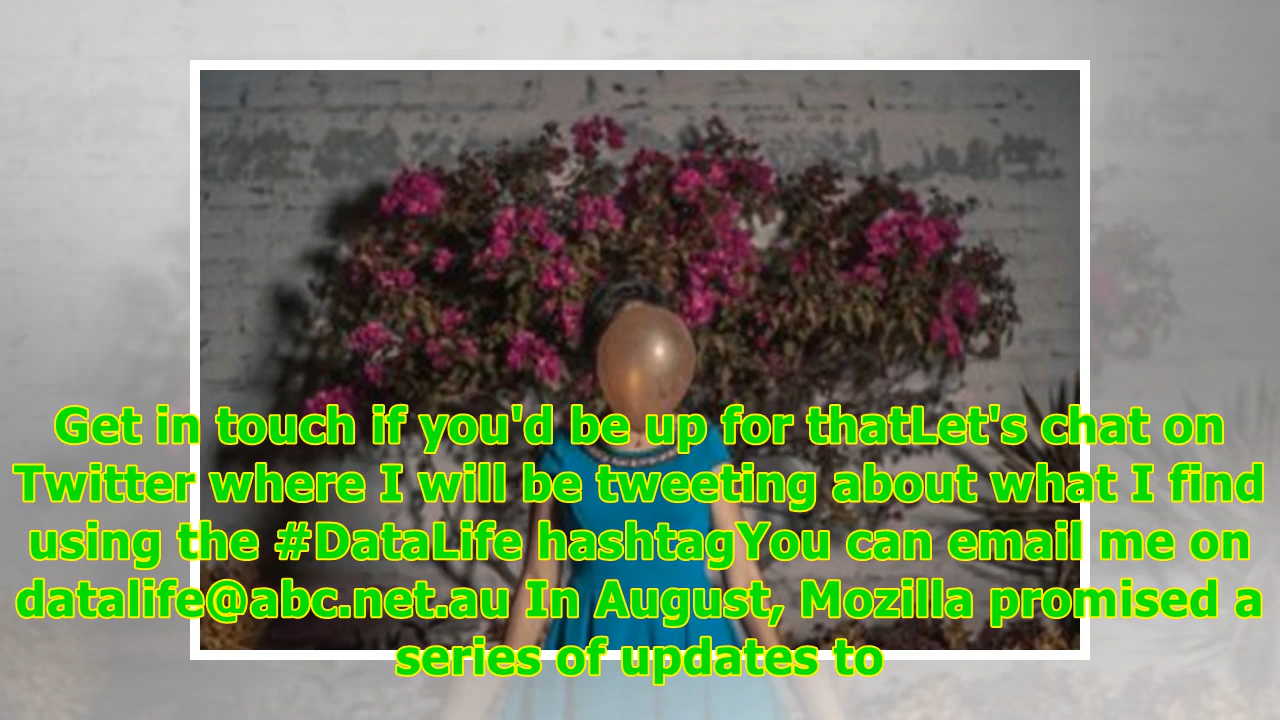 Get in touch if you'd be up for thatLet's chat on
Twitter where I will be tweeting about what I find
using the #DataLife hashtagYou can email me on
datalife@abc.net.au In August, Mozilla promised a
series of updates to